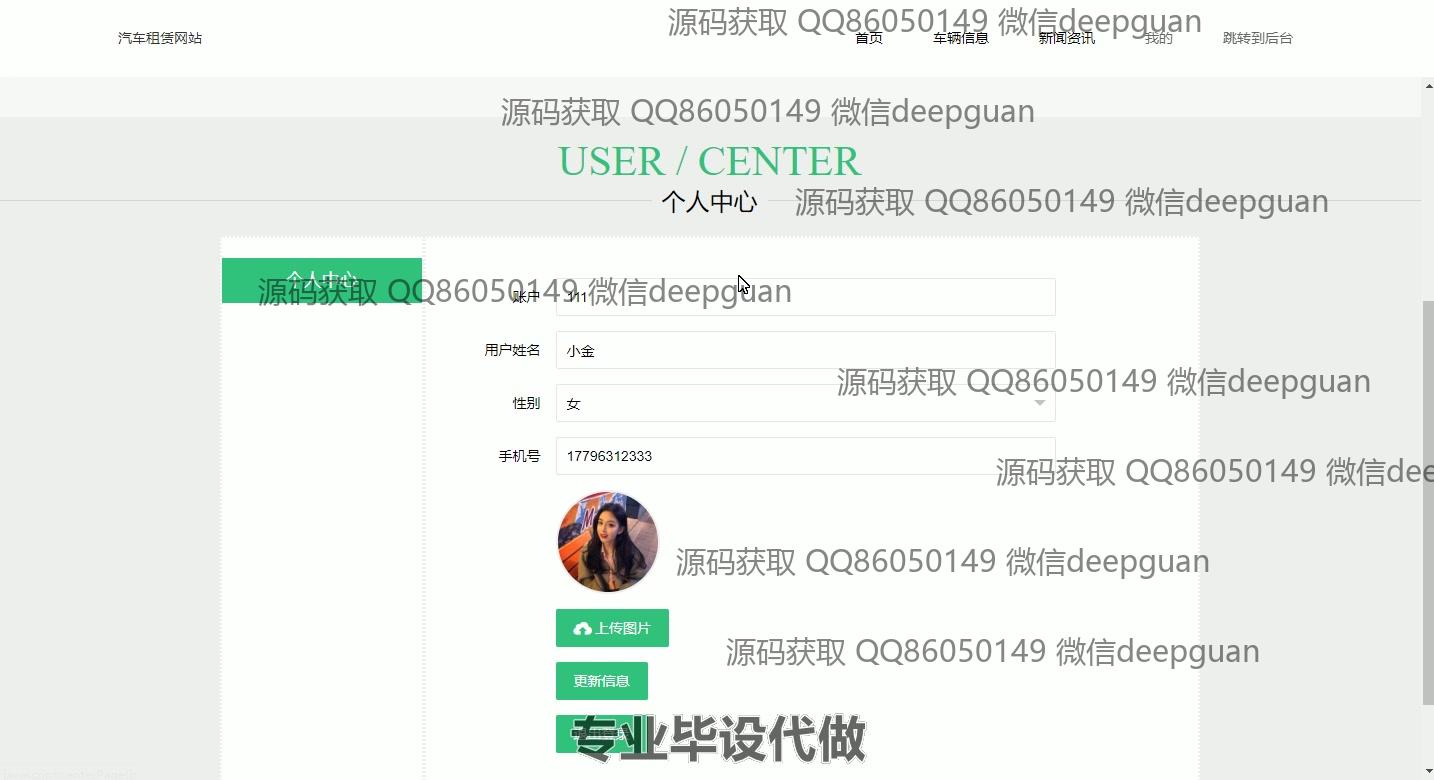 源码获取 QQ86050149 微信deepguan
汽车租赁网站
首页
车辆信息
新闻资讯
我的
跳转到后台
源码获取 QQ86050149 微信deepguan
USER / CENTER
个人中心
源码获取 QQ86050149 微信deepguan
个人中心
源码获取 QQ86050149 微信deepguan
账户
111
用户姓名
小金
源码获取 QQ86050149 微信deepguan
性别
女
手机号
17796312333
源码获取 QQ86050149 微信dee
源码获取 QQ86050149 微信deepguan
上传图片
源码获取 QQ86050149 微信deepguan
更新信息
专业毕设代做